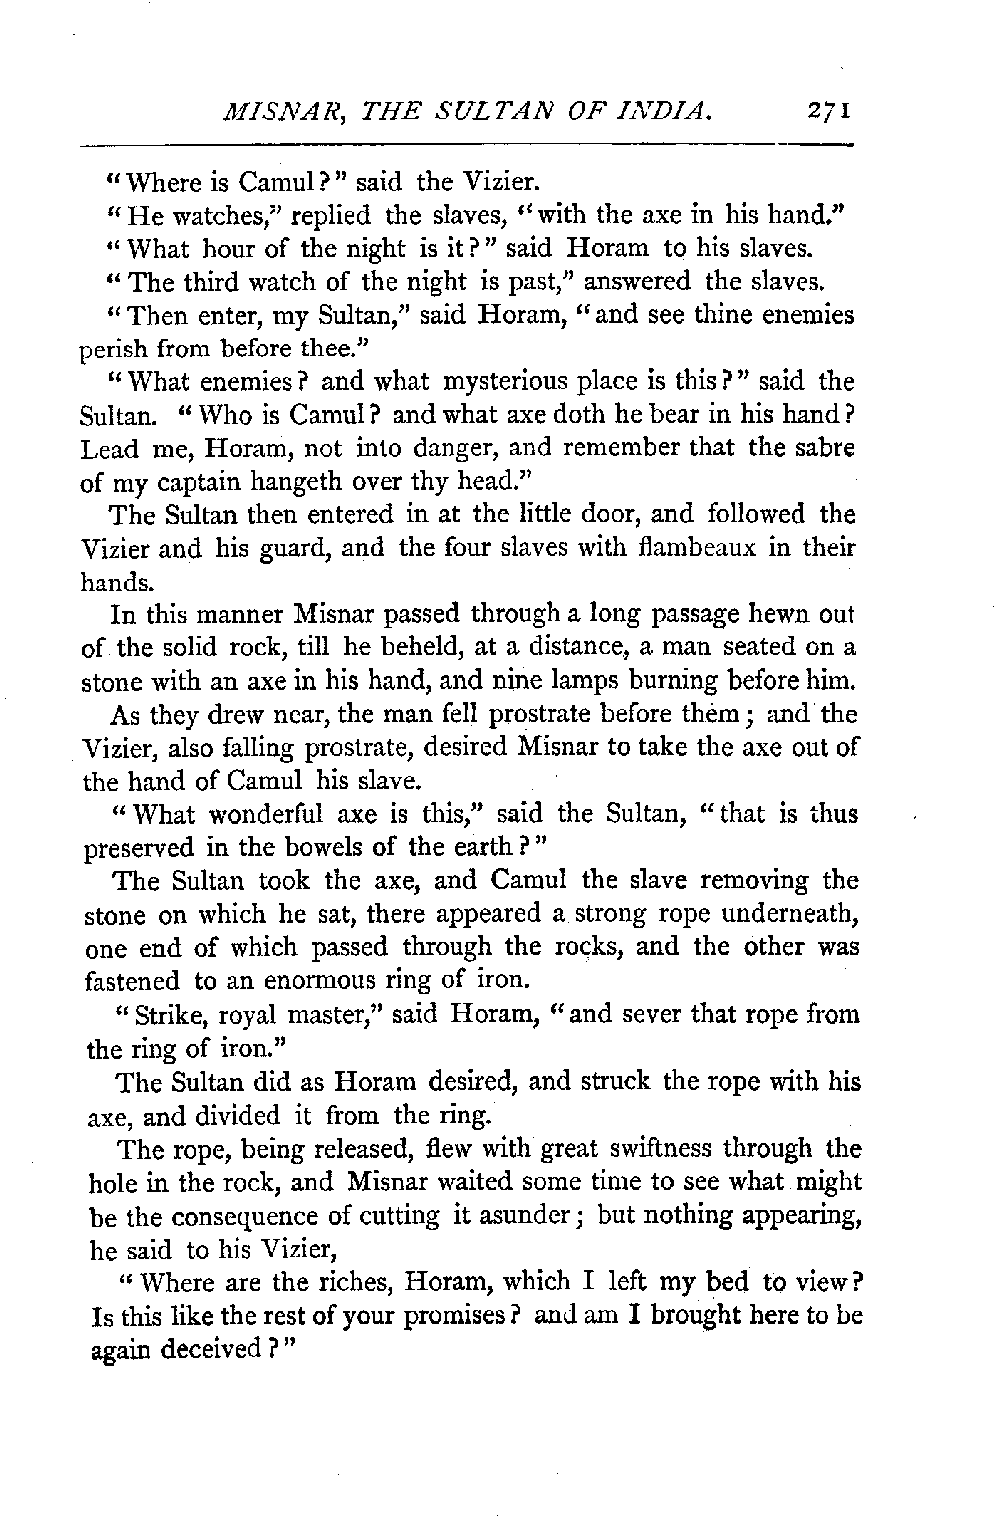 MISNAR, THE SULTAN OF INDIA. 271
"Where is Camul?" said the Vizier.
"He watches," replied the slaves, "with the axe in his hand."
"What hour of the night is it?" said Horam to his slaves.
"The third watch of the night is past," answered the slaves.
"Then enter, my Sultan," said Horam, "and see thine enemies
perish from before thee."
"What enemies? and what mysterious place is this?" said the
Sultan. "Who is Camul? and what axe doth he bear in his hand?
Lead me, Horam, not into danger, and remember that the sabre
of my captain hangeth over thy head."
The Sultan then entered in at the little door, and followed the
Vizier and his guard, and the four slaves with flambeaux in their
hands.
In this manner Misnar passed through a long passage hewn out
of the solid rock, till he beheld, at a distance, a man seated on a
stone with an axe in his hand, and nine lamps burning before him.
As they drew near, the man fell prostrate before them; and the
Vizier, also falling prostrate, desired Misnar to take the axe out of
the hand of Camul his slave.
"What wonderful axe is this," said the Sultan, "that is thus
preserved in the bowels of the earth?"
The Sultan took the axe, and Camul the slave removing the
stone on which he sat, there appeared a strong rope underneath,
one end of which passed through the rocks, and the other was
fastened to an enormous ring of iron.
"Strike, royal master," said Horam, "and sever that rope from
the ring of iron."
The Sultan did as Horam desired, and struck the rope with his
axe, and divided it from the ring.
The rope, being released, flew with great swiftness through the
hole in the rock, and Misnar waited some time to see what might
be the consequence of cutting it asunder; but nothing appearing,
he said to his Vizier,
"Where are the riches, Horam, which I left my bed to view?
Is this like the rest of your promises? and am I brought here to be
again deceived?"